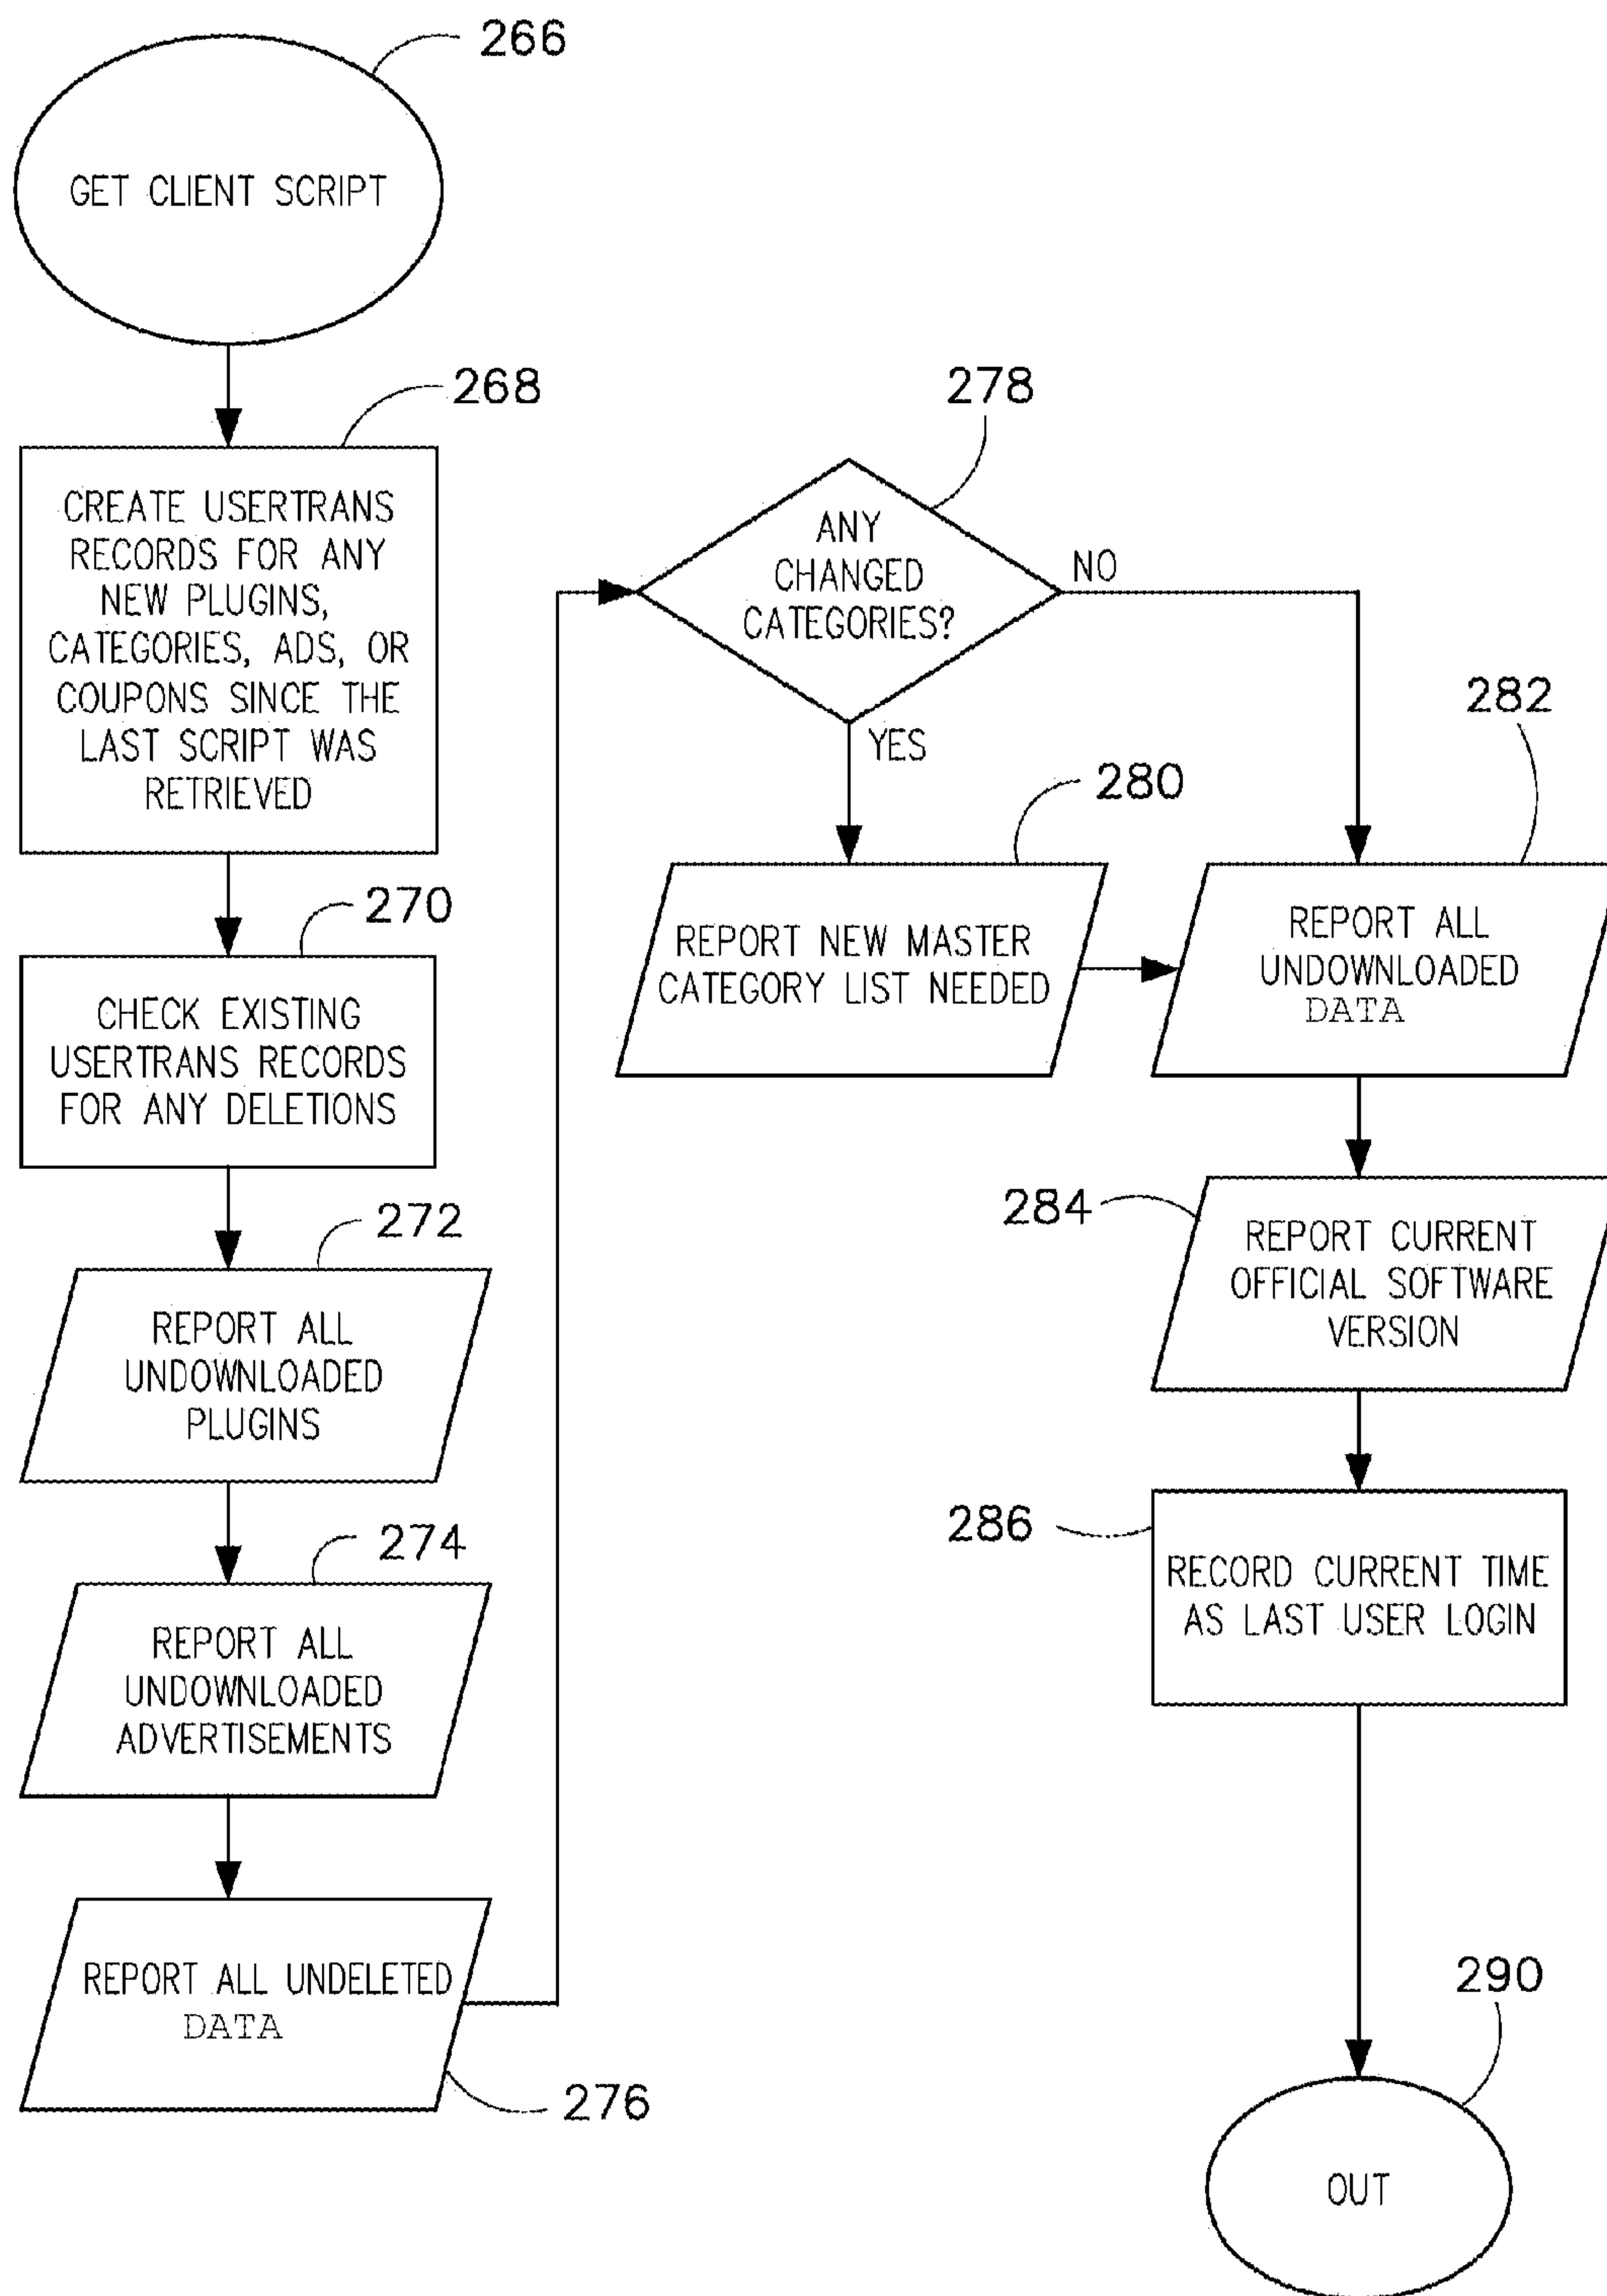 266
GET CLIENT SCRIPT
268
CREATE USERTRANS
RECORDS FOR ANY
NEW PLUGINS,
CATEGORIES, ADS, OR
COUPONS SINCE THE
LAST SCRIPT WAS
RETRIEVED
270
CHECK EXISTING
USERTRANS RECORDS
FOR ANY DELETIONS
272
REPORT ALL
UNDOWNLOADED
PLUGINS
274
REPORT ALL
UNDOWNLOADED
ADVERTISEMENTS
REPORT ALL UNDELETED
DATA
276
278
ANY
CHANGED
CATEGORIES?
NO
YES
280
REPORT NEW MASTER
CATEGORY LIST NEEDED
282
REPORT ALL
UNDOWNLOADED
DATA
284
REPORT CURRENT
OFFICIAL SOFTWARE
VERSION
286
RECORD CURRENT TIME
AS LAST USER LOGIN
290
OUT